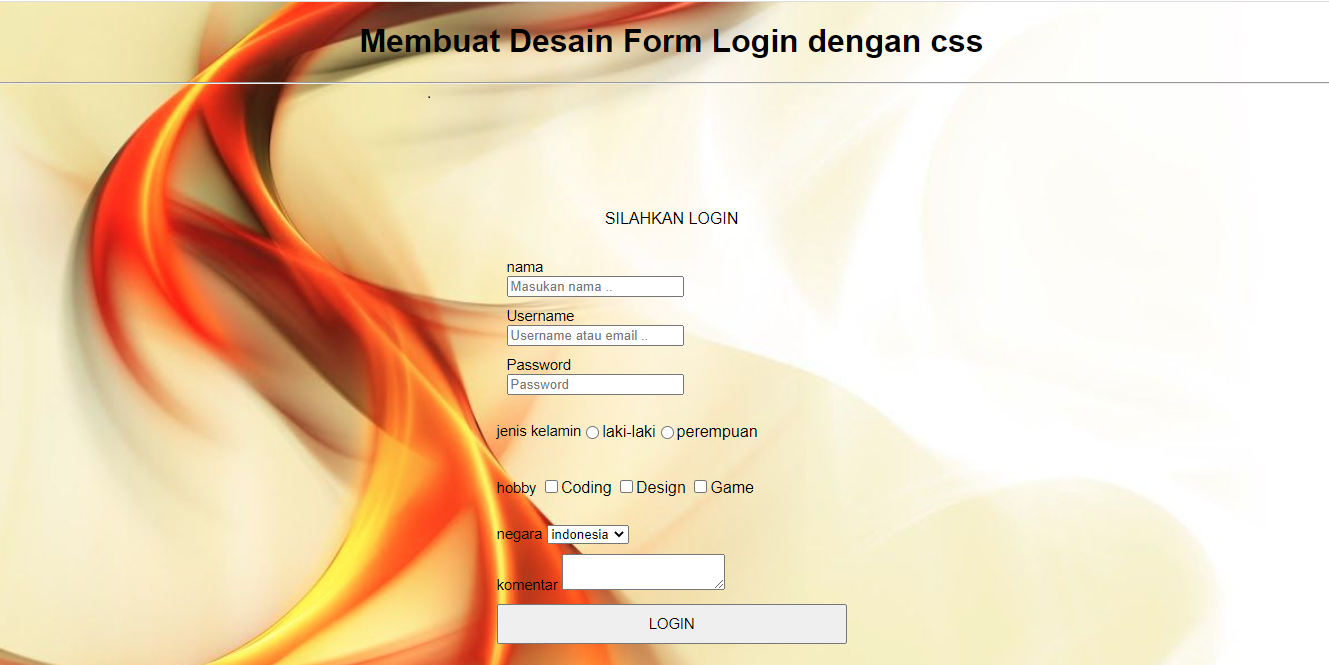 Membuat Desain Form Login dengan css
.
SILAHKAN LOGIN
nama
Masukan nama ..
Username
Username atau email ..
Password
Password
jenis kelamin laki-laki perempuan
hobby Coding Design Game
negara indonesia
komentar
LOGIN